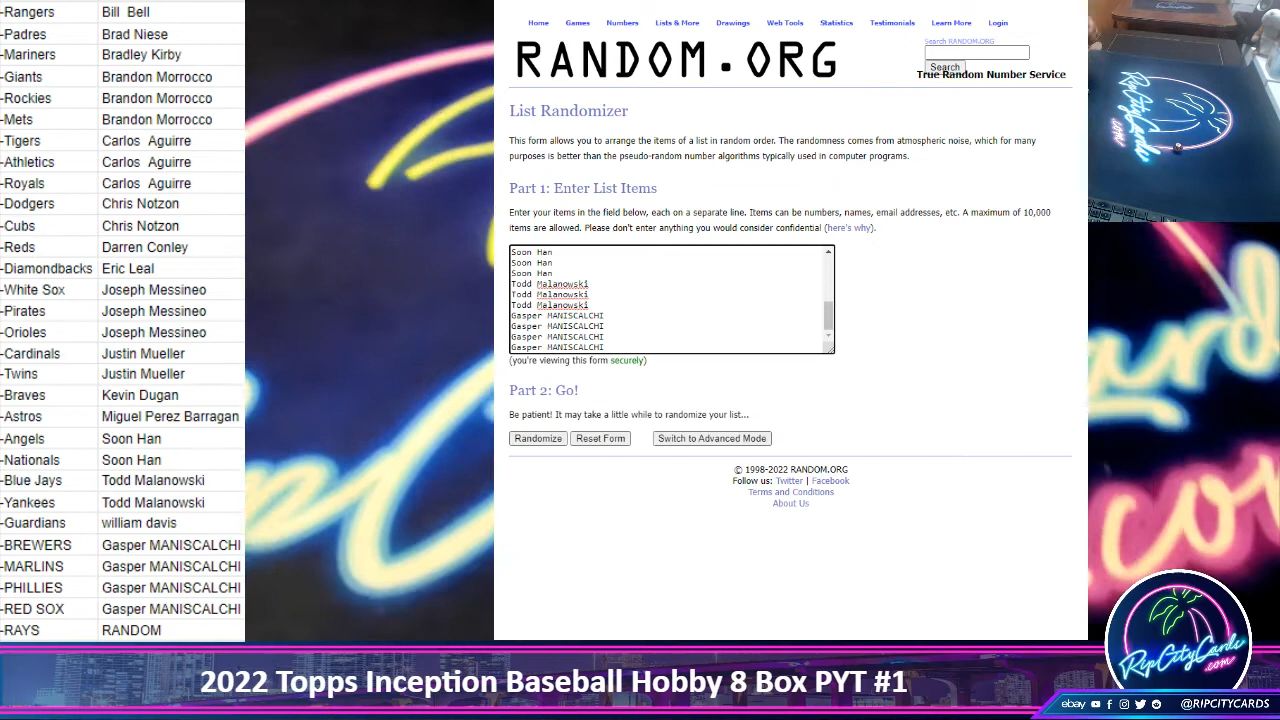 -Rangers Bill Bell
-Padres Brad Niese
-Mariners Bradley Kirby
-Giants Brandon Morrocco
-Rockies Brandon Morrocco
-Mets Brandon Morrocco
-Tigers Carlos Aguirre
-Athletics Carlos Aguirre
-Royals Carlos Aguirre
-Dodgers Chris Notzon
-Cubs Chris Notzon
-Reds Darren Conley
-Diamondbacks Eric Leal
-White Sox Joseph Messineo
-Pirates Joseph Messineo
-Orioles Joseph Messineo
-Cardinals Justin Mueller
-Twins Justin Mueller
-Braves Kevin Dugan
-Astros Miguel Perez Barragan
-Angels Soon Han
-Nationals Soon Han
-Blue Jays Todd Malanowski
-Yankees Todd Malanowski
-Guardians william davis
-BREWERS Gasper MANISCALCHI
-MARLINS Gasper MANISCALCHI
-PHILLIES Gasper MANISCALCHI
-RED SOX Gasper MANISCALCHI
-RAYS RANDOM
Home Games Numbers Lists & More Drawings Web Tools Statistics Testimonials Learn More Login
RANDOM.ORG
Search RANDOM.ORG
Search
True Random Number Service
List Randomizer
This form allows you to arrange the items of a list in random order. The randomness comes from atmospheric noise, which for many
purposes is better than the pseudo-random number algorithms typically used in computer programs.
Part 1: Enter List Items
Enter your items in the field below, each on a separate line. Items can be numbers, names, email addresses, etc. A maximum of 10,000
items are allowed. Please don't enter anything you would consider confidential (here's why).
Soon Han
Soon Han
Soon Han
Todd Malanowski
Todd Malanowski
Todd Malanowski
Gasper MANISCALCHI
Gasper MANISCALCHI
Gasper MANISCALCHI
Gasper MANISCALCHI
(you're viewing this form securely)
Part 2: Go!
Be patient! It may take a little while to randomize your list...
Randomize Reset Form Switch to Advanced Mode
© 1998-2022 RANDOM.ORG
Follow us: Twitter | Facebook
Terms and Conditions
About Us
Rip City Cards
.com
RipCityCards
.com
2022 Topps Inception Baseball Hobby 8 Box PYT #1
ebay @RIPCITYCARDS